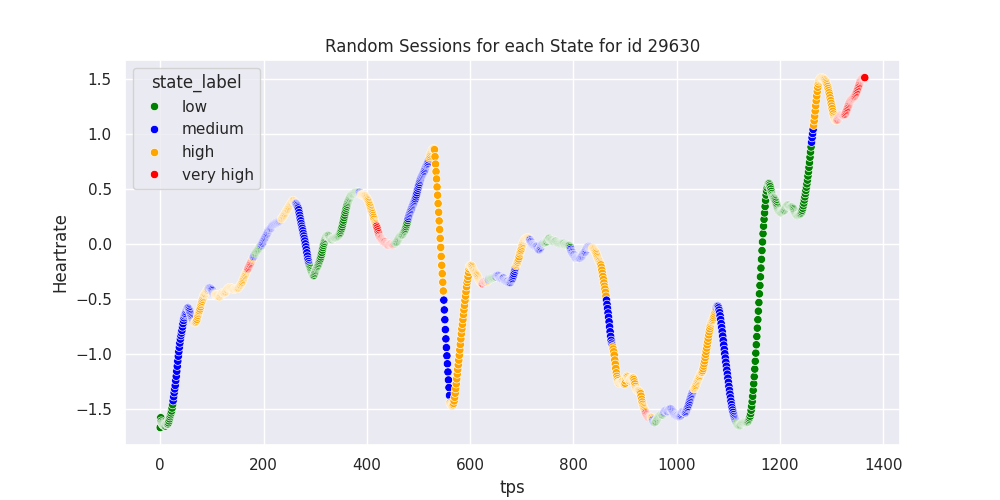 Random Sessions for each State for id 29630
state_label
low
medium
high
very high
Heartrate
1.5
1.0
0.5
0.0
−0.5
−1.0
−1.5
0 200 400 600 800 1000 1200 1400
tps